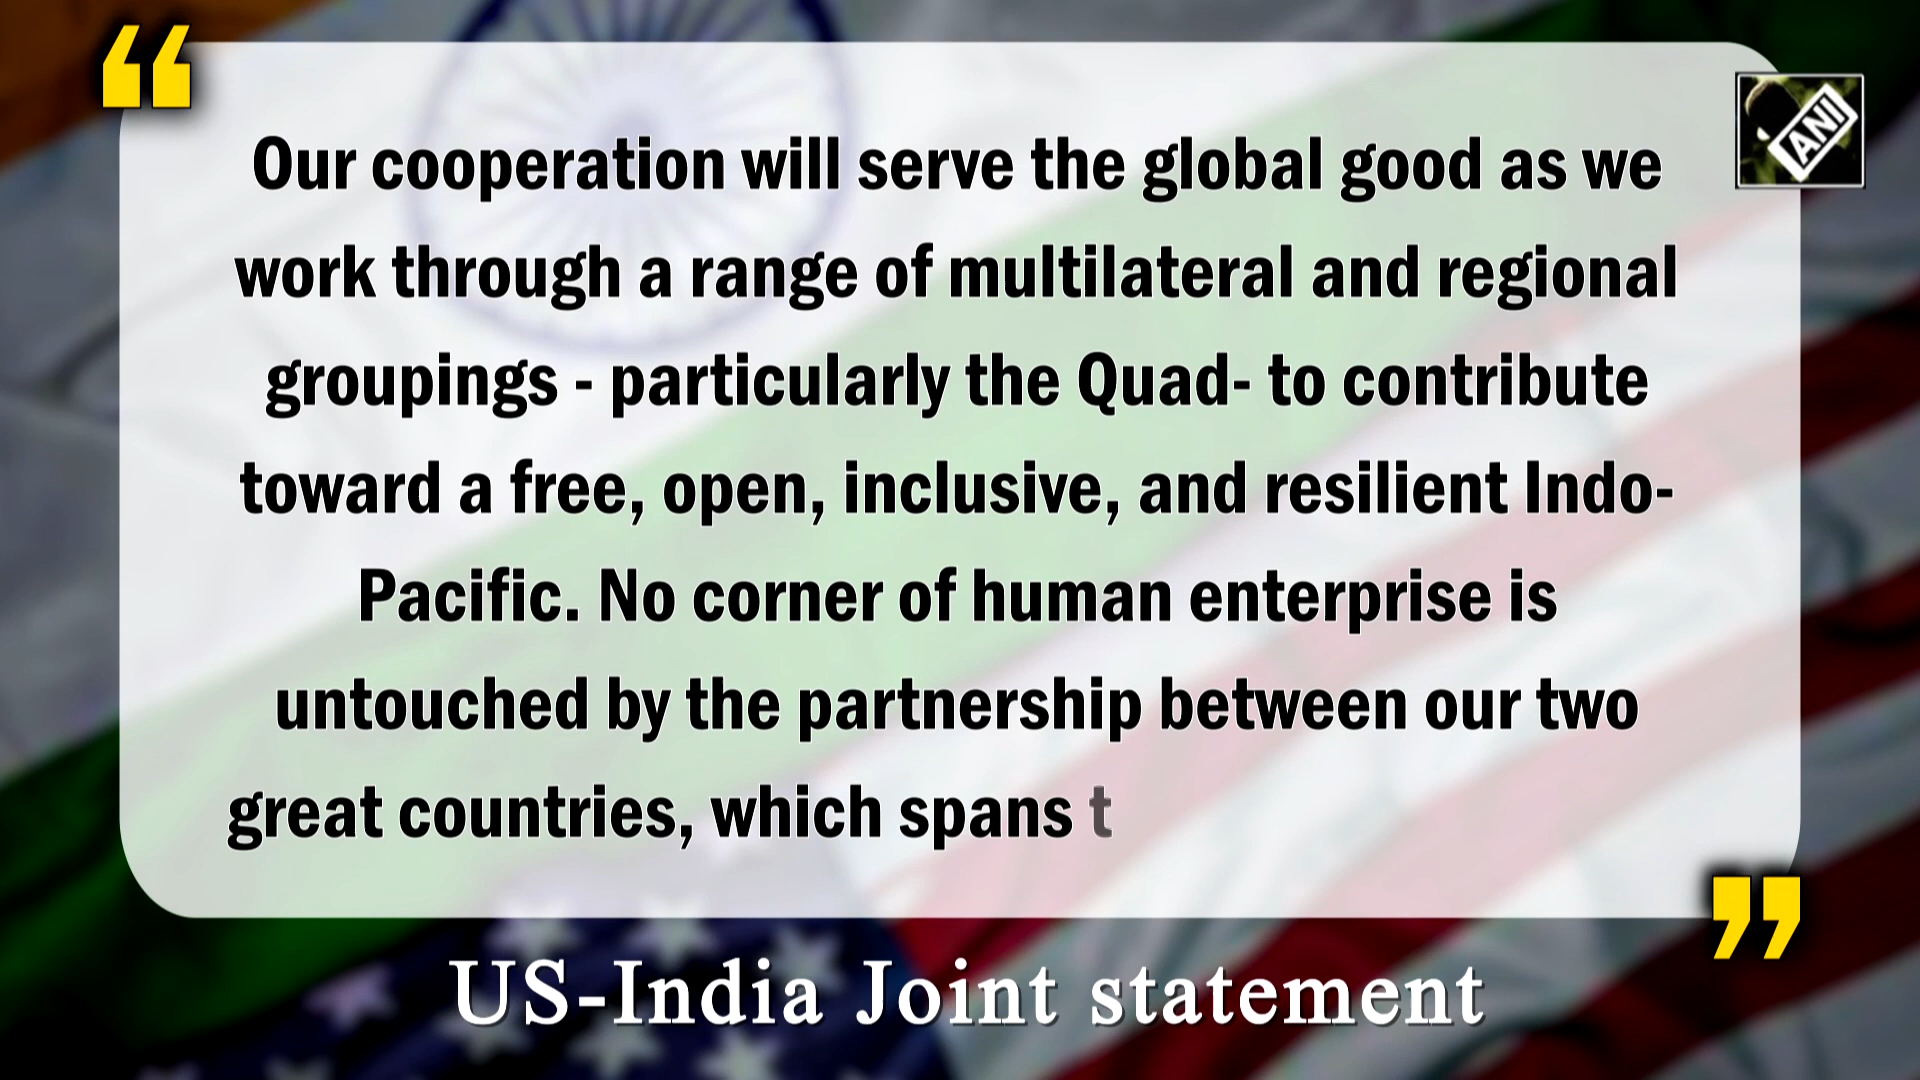 “
ANI
Our cooperation will serve the global good as we
work through a range of multilateral and regional
groupings - particularly the Quad- to contribute
toward a free, open, inclusive, and resilient Indo-
Pacific. No corner of human enterprise is
untouched by the partnership between our two
great countries, which spans t
”
US-India Joint statement